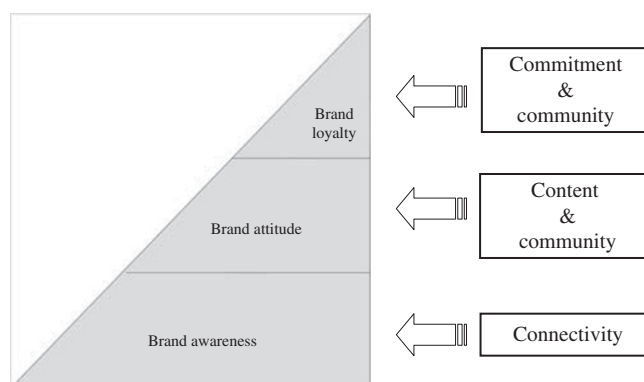 Commitment
&
community
Brand
loyalty
Content
&
community
Brand attitude
Connectivity
Brand awareness